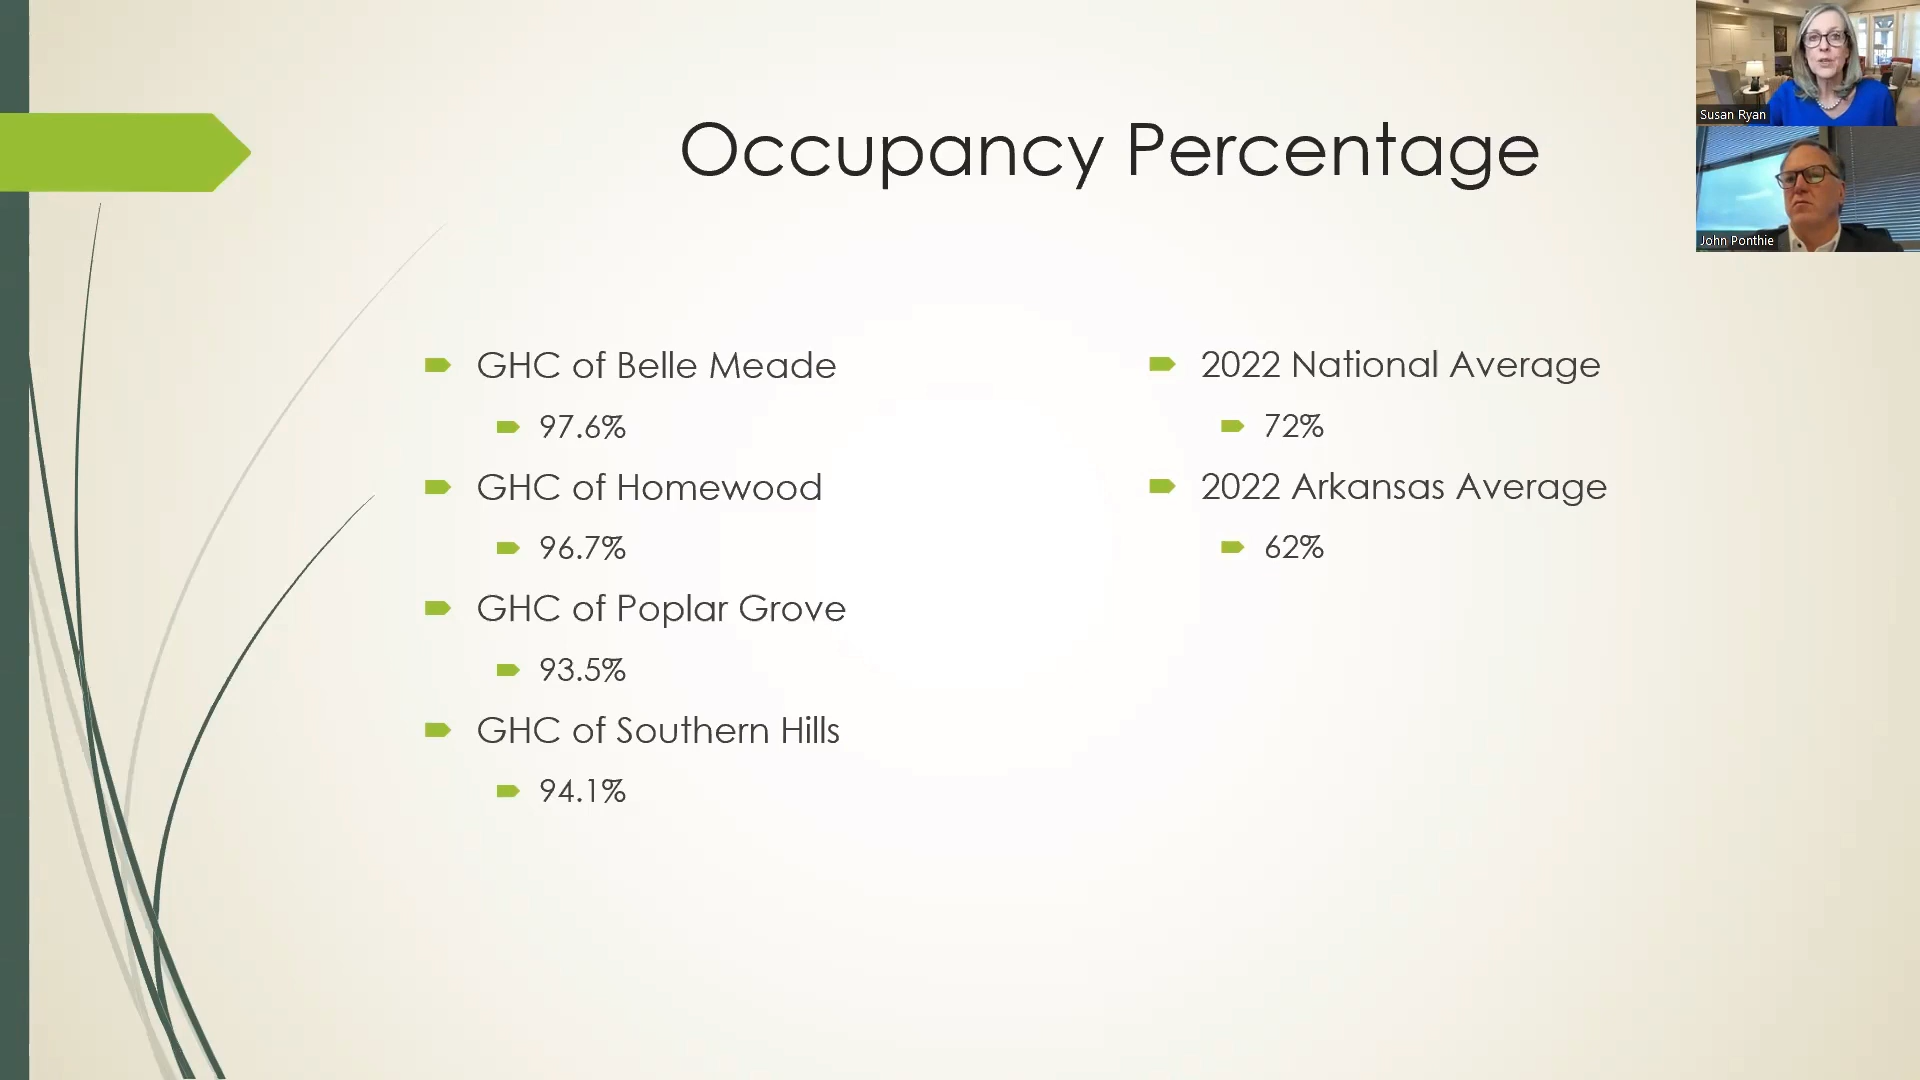 Occupancy Percentage
GHC of Belle Meade
97.6%
GHC of Homewood
96.7%
GHC of Poplar Grove
93.5%
GHC of Southern Hills
94.1%
2022 National Average
72%
2022 Arkansas Average
62%
Susan Ryan
John Ponthie